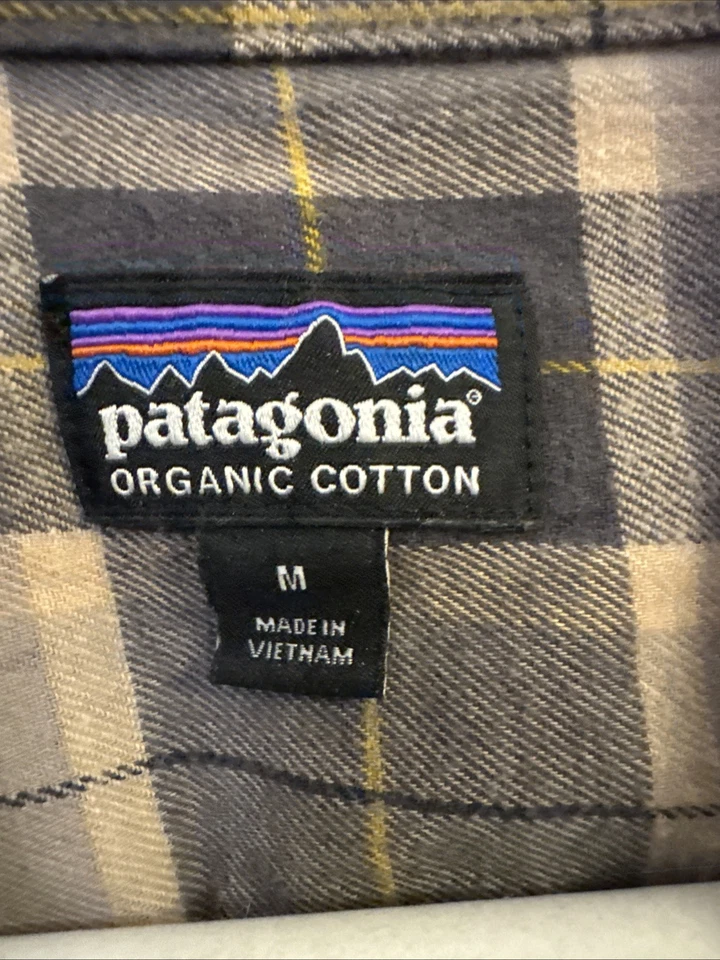 patagonia®
ORGANIC COTTON
M
MADE IN
VIETNAM